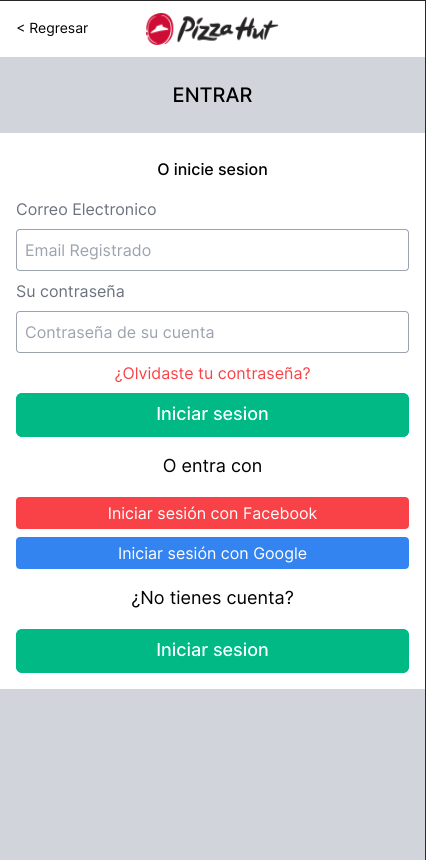 < Regresar
Pizza Hut
ENTRAR
O inicie sesion
Correo Electronico
Email Registrado
Su contraseña
Contraseña de su cuenta
¿Olvidaste tu contraseña?
Iniciar sesion
O entra con
Iniciar sesión con Facebook
Iniciar sesión con Google
¿No tienes cuenta?
Iniciar sesion